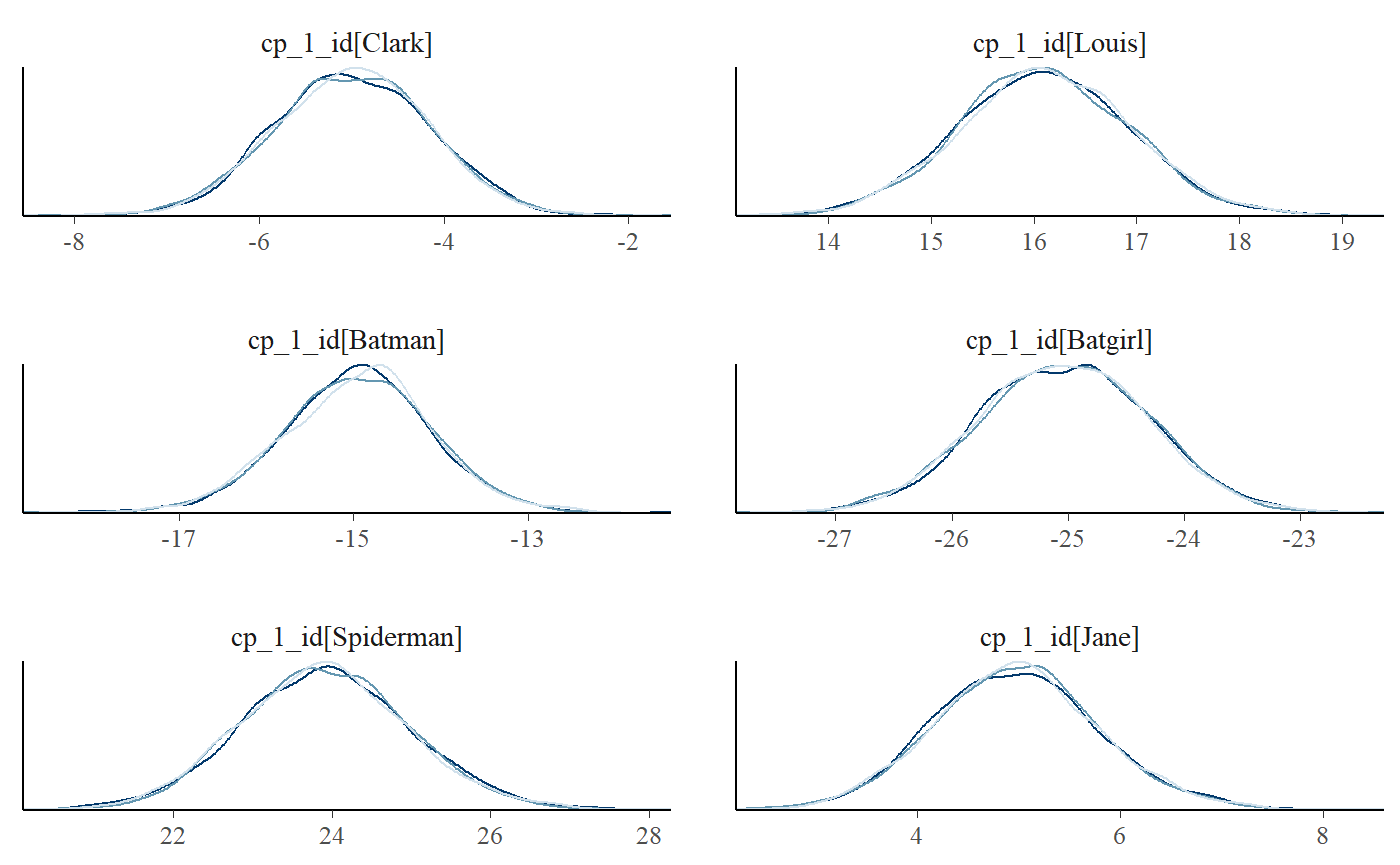 cp_1_id[Clark] cp_1_id[Louis]
-8 -6 -4 -2 14 15 16 17 18 19
cp_1_id[Batman] cp_1_id[Batgirl]
-17 -15 -13 -27 -26 -25 -24 -23
cp_1_id[Spiderman] cp_1_id[Jane]
22 24 26 28 4 6 8